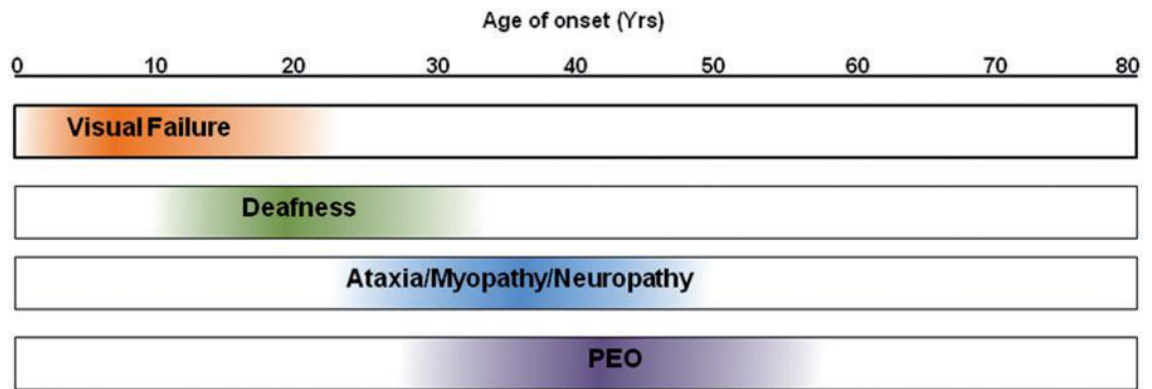 Age of onset (Yrs)
0 10 20 30 40 50 60 70 80
Visual Failure
Deafness
Ataxia/Myopathy/Neuropathy
PEO